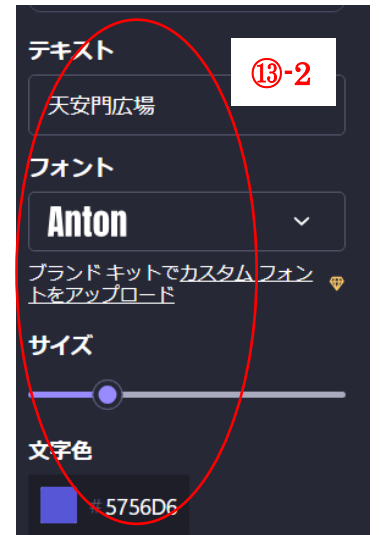 テキスト
⑬-2
天安門広場
フォント
Anton
ブランド キットでカスタム フォン
トをアップロード
サイズ
文字色
# 5756D6